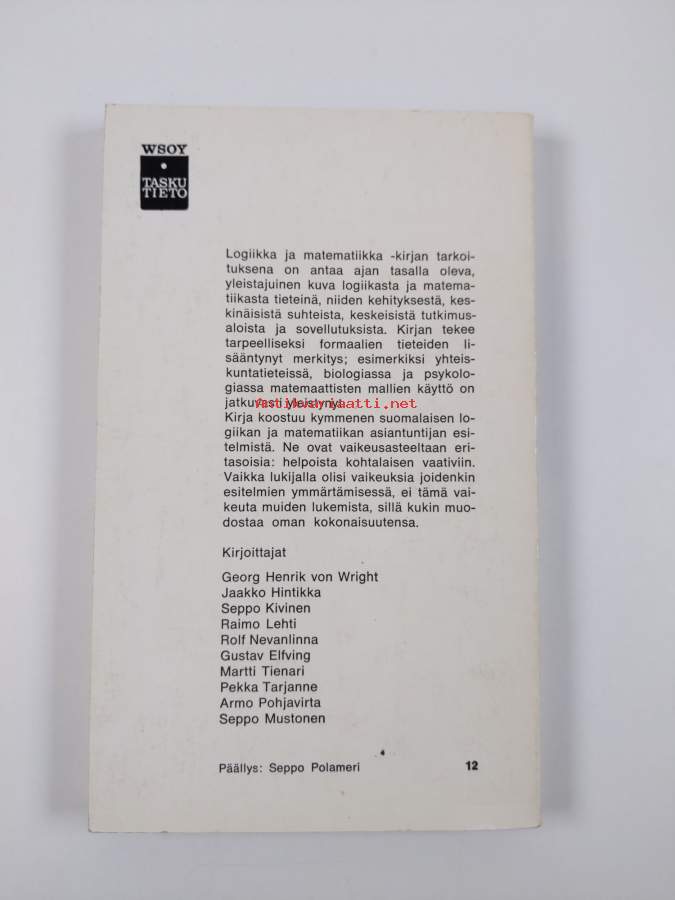 WSOY
TASKU
TIETO
Logiikka ja matematiikka -kirjan tarkoi-
tuksena on antaa ajan tasalla oleva,
yleistajuinen kuva logiikasta ja matema-
tiikasta tieteinä, niiden kehityksestä, kes-
kinäisistä suhteista, keskeisistä tutkimus-
aloista ja sovellutuksista. Kirjan tekee
tarpeelliseksi formaalien tieteiden li-
sääntynyt merkitys; esimerkiksi yhteis-
kuntatieteissä, biologiassa ja psykolo-
giassa matemaattisten mallien käyttö on
jatkuvasti yleistynyt.
Antikvariaatti.net
Kirja koostuu kymmenen suomalaisen lo-
giikan ja matematiikan asiantuntijan esi-
telmistä. Ne ovat vaikeusasteeltaan eri-
tasoisia: helpoista kohtalaisen vaativiin.
Vaikka lukijalla olisi vaikeuksia joidenkin
esitelmien ymmärtämisessä, ei tämä vai-
keuta muiden lukemista, sillä kukin muo-
dostaa oman kokonaisuutensa.
Kirjoittajat
Georg Henrik von Wright
Jaakko Hintikka
Seppo Kivinen
Raimo Lehti
Rolf Nevanlinna
Gustav Elfving
Martti Tienari
Pekka Tarjanne
Armo Pohjavirta
Seppo Mustonen
Päällys: Seppo Polameri 12